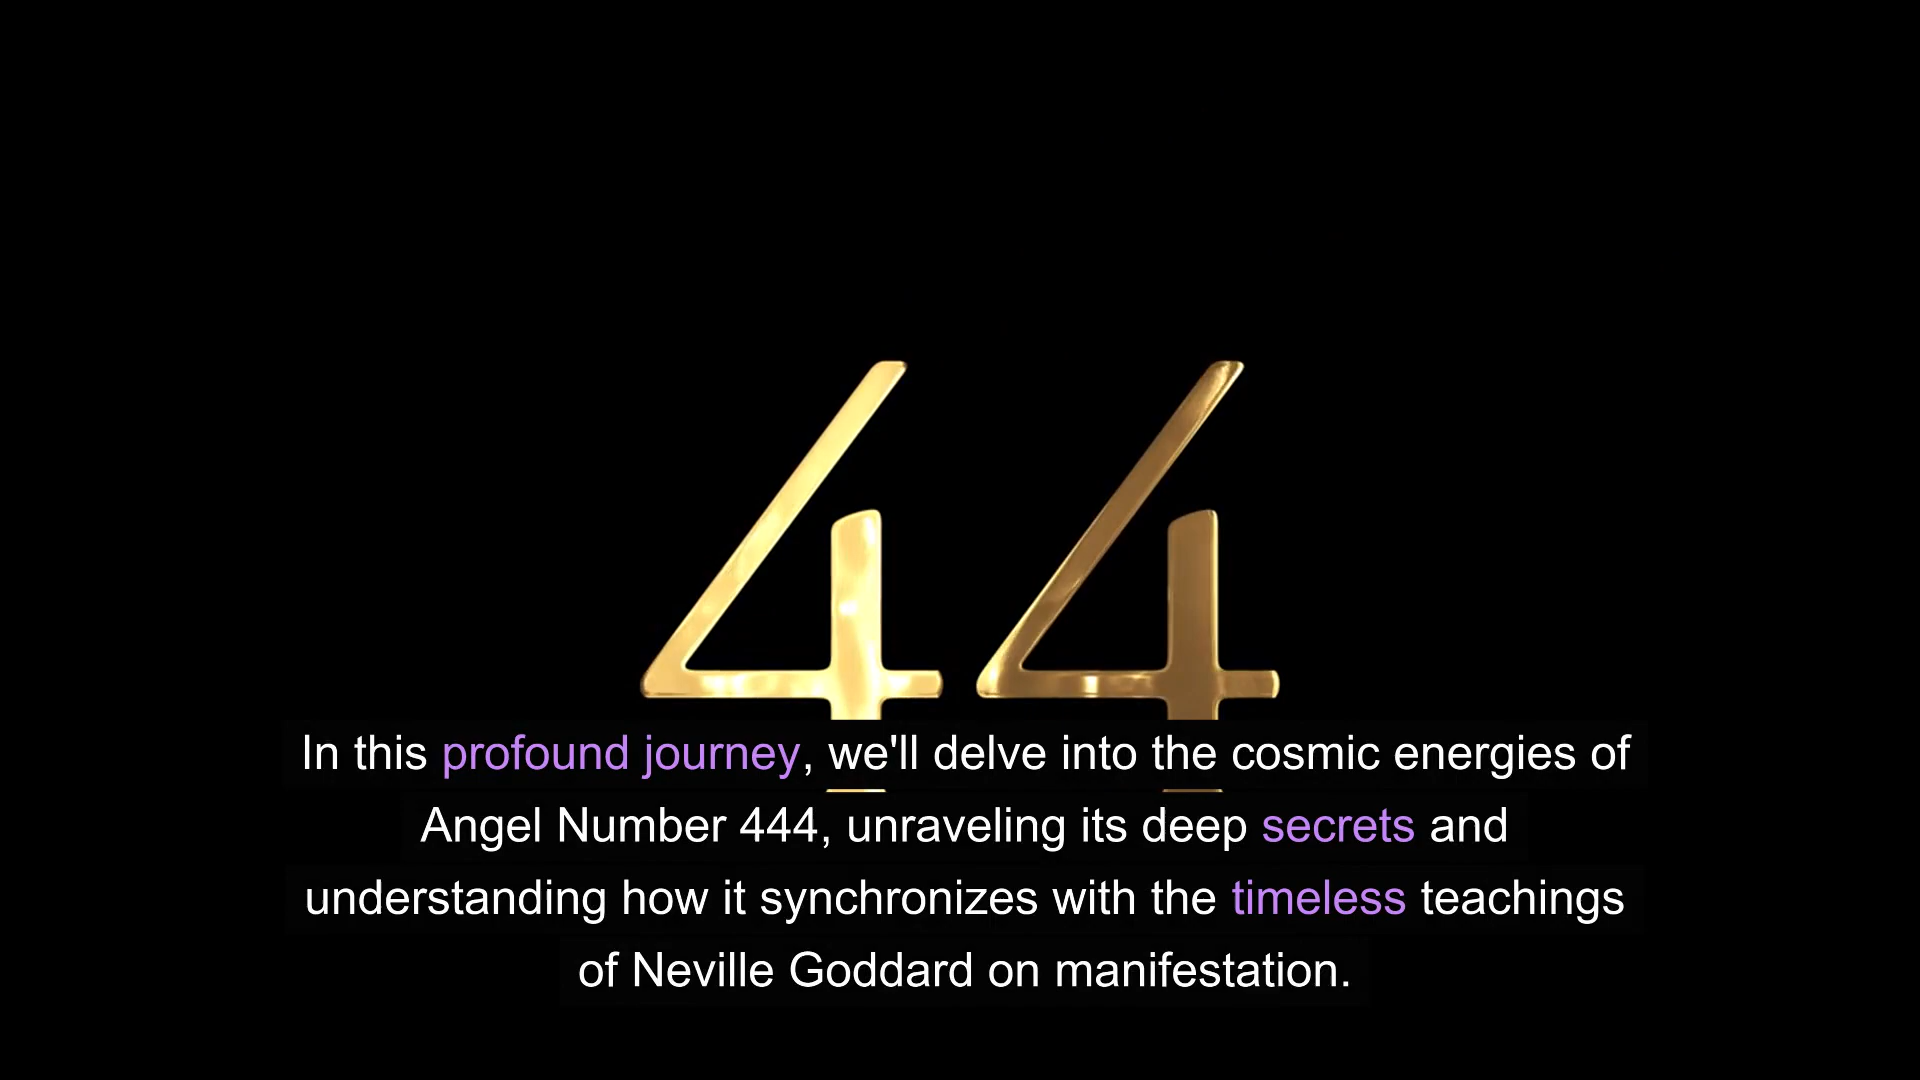 44
In this profound journey, we'll delve into the cosmic energies of
Angel Number 444, unraveling its deep secrets and
understanding how it synchronizes with the timeless teachings
of Neville Goddard on manifestation.